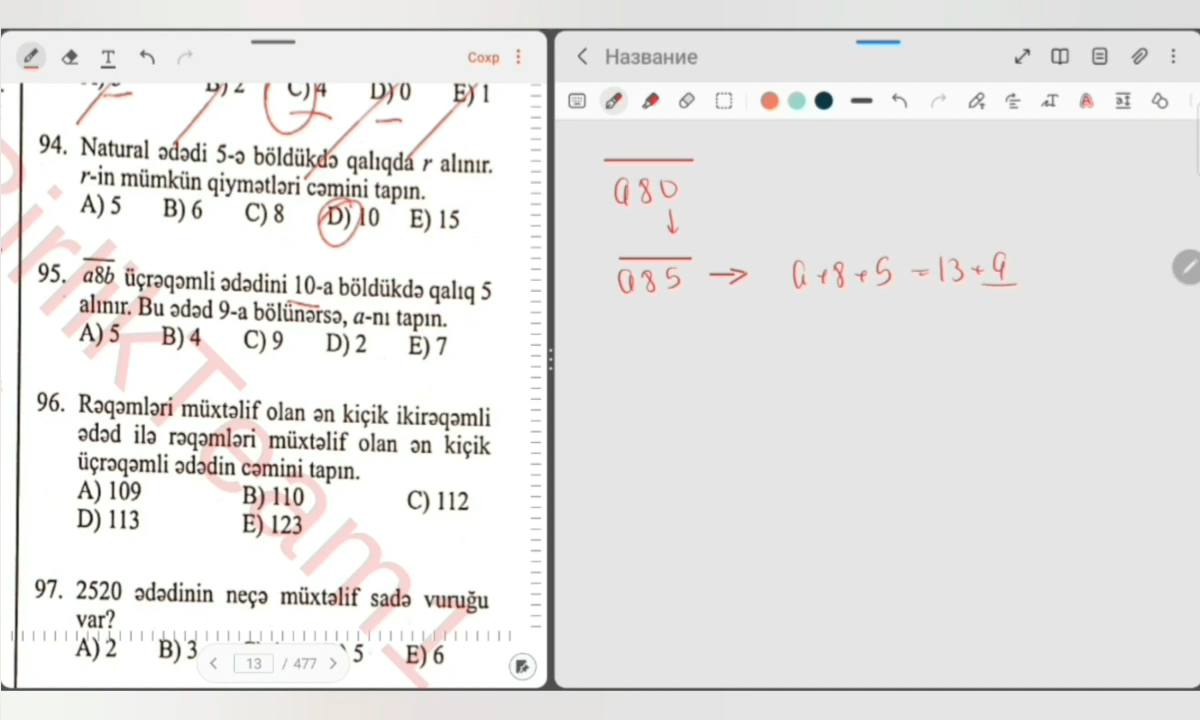 Сохр
Название
B) 2 C) 4 D) 0 E) 1
94. Natural ədədi 5-ə böldükdə qalıqda r alınır.
r-in mümkün qiymətləri cəmini tapın.
A) 5 B) 6 C) 8 D) 10 E) 15
95. a8b üçrəqəmli ədədini 10-a böldükdə qalıq 5
alınır. Bu ədəd 9-a bölünərsə, a-nı tapın.
A) 5 B) 4 C) 9 D) 2 E) 7
96. Rəqəmləri müxtəlif olan ən kiçik ikirəqəmli
ədəd ilə rəqəmləri müxtəlif olan ən kiçik
üçrəqəmli ədədin cəmini tapın.
A) 109 B) 110 C) 112
D) 113 E) 123
97. 2520 ədədinin neçə müxtəlif sadə vuruğu
var?
A) 2 B) 3 5 E) 6
13 / 477
a80
↓
a85 → a+8+5 = 13+a